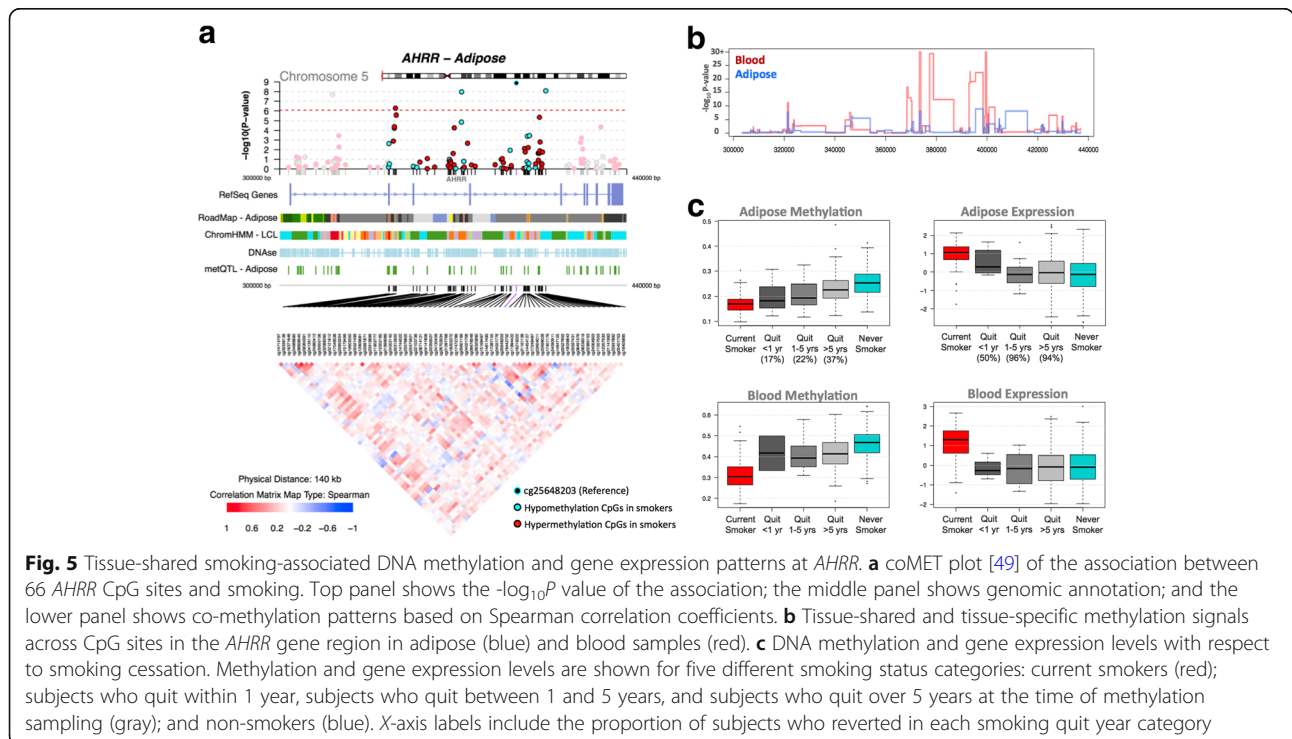 a
AHRR – Adipose
Chromosome 5
9
8
7
6
5
4
3
2
1
0
−log10(P−value)
AHRR
300000 bp
440000 bp
RefSeq Genes
RoadMap - Adipose
ChromHMM - LCL
DNAse
metQTL - Adipose
300000 bp
440000 bp
Physical Distance: 140 kb
Correlation Matrix Map Type: Spearman
1 0.6 0.2 −0.2 −0.6 −1
cg25648203 (Reference)
Hypomethylation CpGs in smokers
Hypermethylation CpGs in smokers
b
Blood
Adipose
-log10 P-value
30+
25
20
15
10
5
0
300000 320000 340000 360000 380000 400000 420000 440000
c
Adipose Methylation
0.5
0.4
0.3
0.2
0.1
Current Smoker
Quit <1 yr (17%)
Quit 1-5 yrs (22%)
Quit >5 yrs (37%)
Never Smoker
Adipose Expression
2
1
0
−1
−2
Current Smoker
Quit <1 yr (50%)
Quit 1-5 yrs (96%)
Quit >5 yrs (94%)
Never Smoker
Blood Methylation
0.6
0.5
0.4
0.3
0.2
Current Smoker
Quit <1 yr
Quit 1-5 yrs
Quit >5 yrs
Never Smoker
Blood Expression
3
2
1
0
−1
−2
Current Smoker
Quit <1 yr
Quit 1-5 yrs
Quit >5 yrs
Never Smoker
Fig. 5 Tissue-shared smoking-associated DNA methylation and gene expression patterns at AHRR. a coMET plot [49] of the association between
66 AHRR CpG sites and smoking. Top panel shows the -log10P value of the association; the middle panel shows genomic annotation; and the
lower panel shows co-methylation patterns based on Spearman correlation coefficients. b Tissue-shared and tissue-specific methylation signals
across CpG sites in the AHRR gene region in adipose (blue) and blood samples (red). c DNA methylation and gene expression levels with respect
to smoking cessation. Methylation and gene expression levels are shown for five different smoking status categories: current smokers (red);
subjects who quit within 1 year, subjects who quit between 1 and 5 years, and subjects who quit over 5 years at the time of methylation
sampling (gray); and non-smokers (blue). X-axis labels include the proportion of subjects who reverted in each smoking quit year category